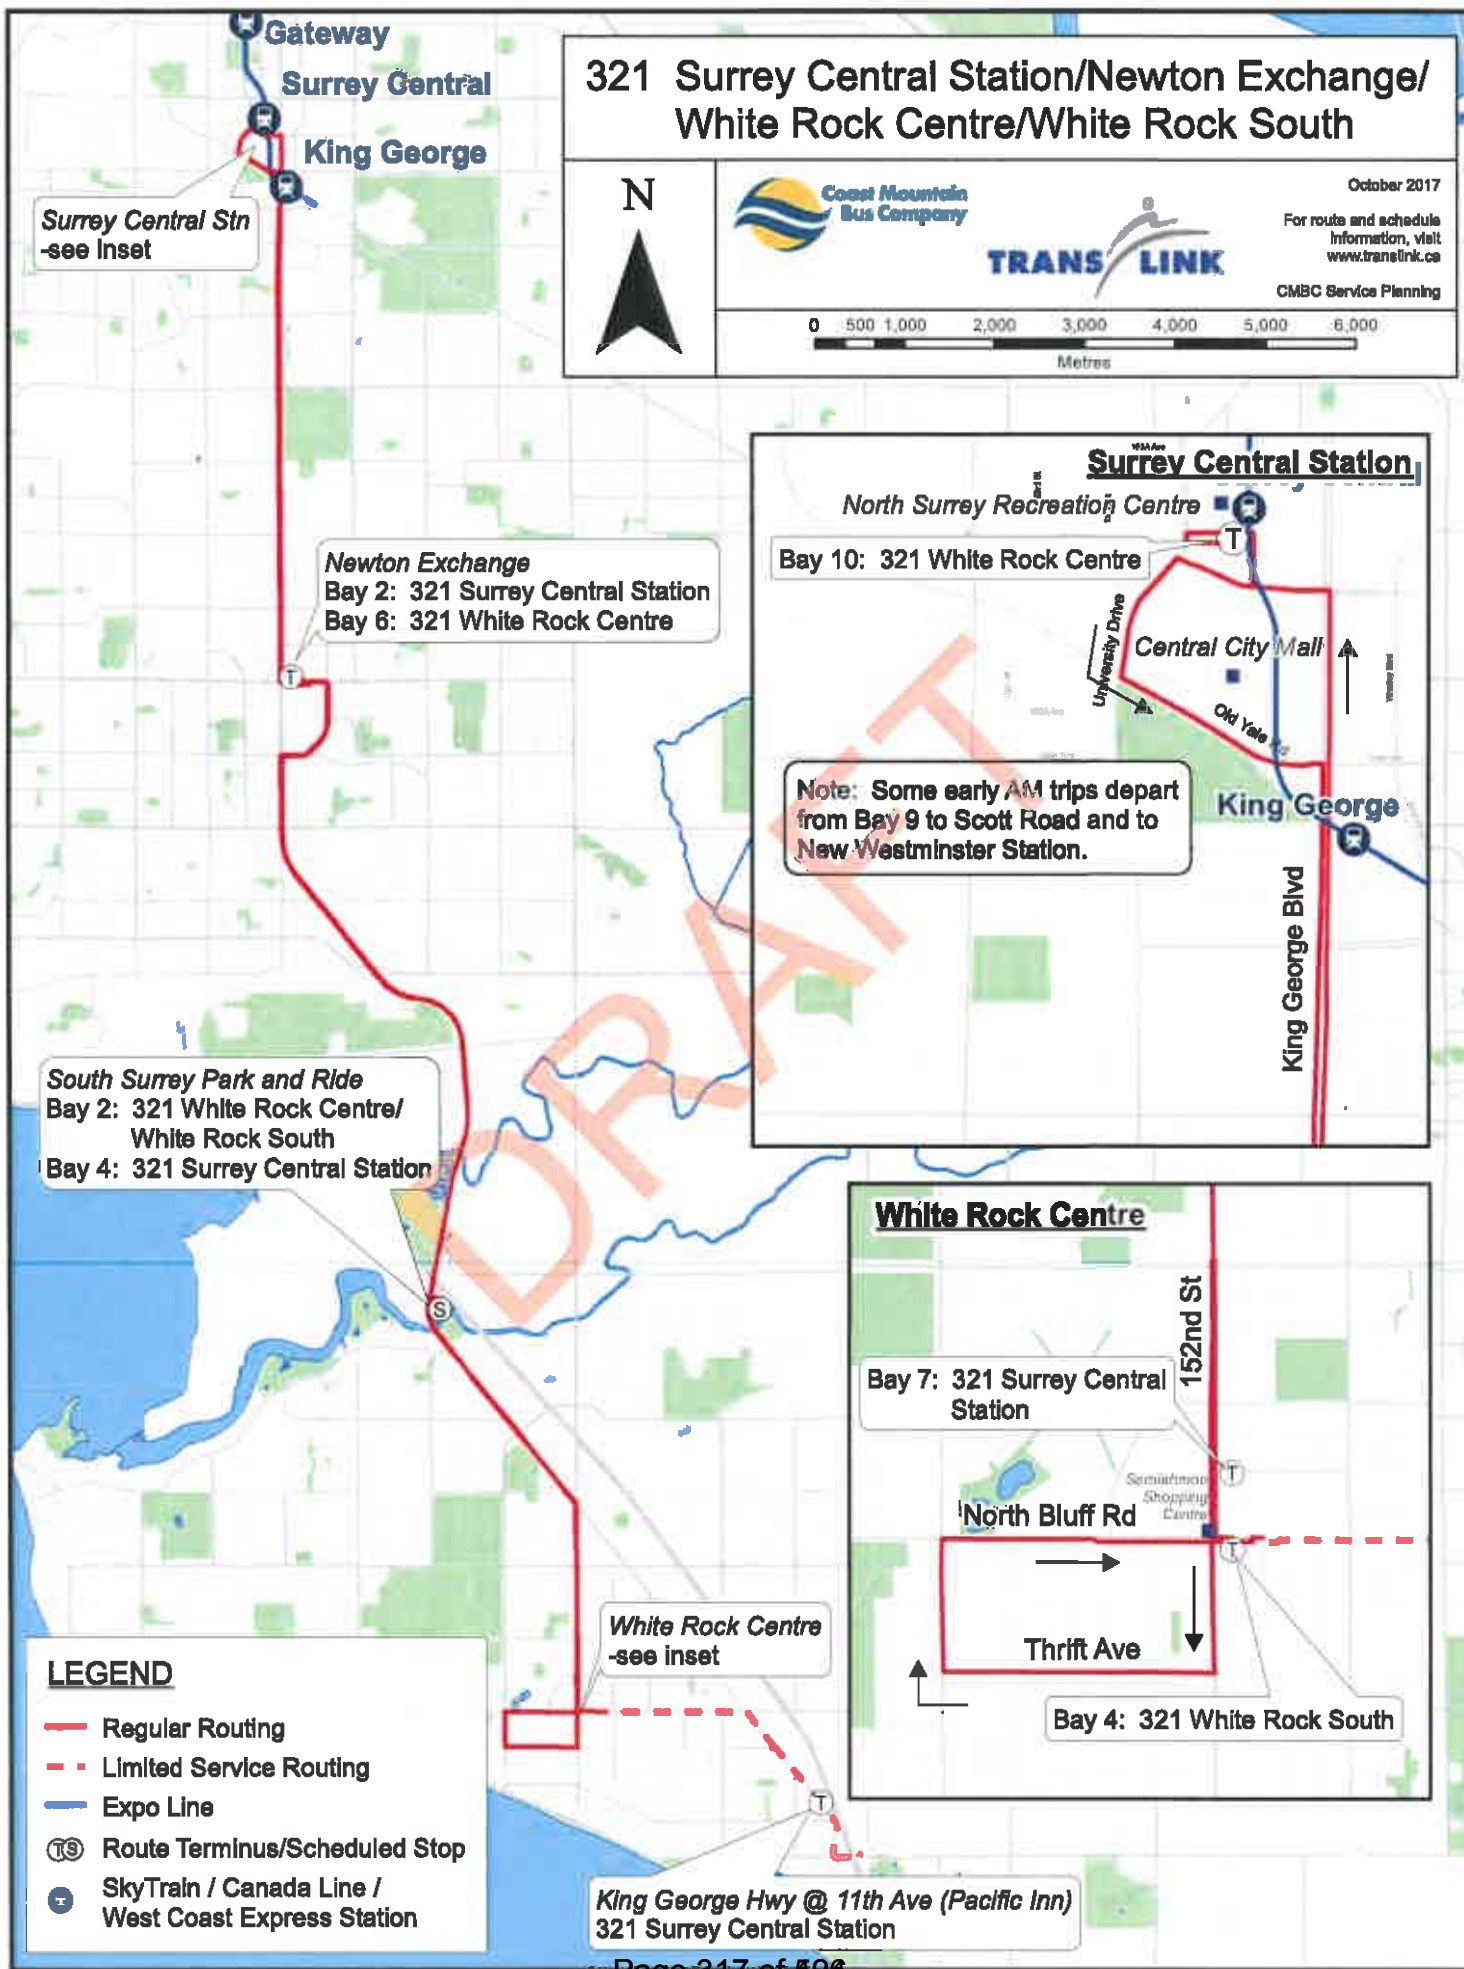 Gateway
Surrey Central
King George
321 Surrey Central Station/Newton Exchange/
White Rock Centre/White Rock South
N
Coast Mountain
Bus Company
TRANS LINK
October 2017
For route and schedule
information, visit
www.translink.ca
CMBC Service Planning
0 500 1,000 2,000 3,000 4,000 5,000 6,000
Metres
Surrey Central Stn
-see Inset
Surrey Central Station
North Surrey Recreation Centre
T
Bay 10: 321 White Rock Centre
University Drive
Central City Mall
Old Yale Rd
Note: Some early AM trips depart
from Bay 9 to Scott Road and to
New Westminster Station.
King George
King George Blvd
Newton Exchange
Bay 2: 321 Surrey Central Station
Bay 6: 321 White Rock Centre
T
DRAFT
South Surrey Park and Ride
Bay 2: 321 White Rock Centre/
White Rock South
Bay 4: 321 Surrey Central Station
S
White Rock Centre
152nd St
Bay 7: 321 Surrey Central
Station
T
Semiahmoo
Shopping
Centre
North Bluff Rd
T
Thrift Ave
Bay 4: 321 White Rock South
White Rock Centre
-see inset
T
King George Hwy @ 11th Ave (Pacific Inn)
321 Surrey Central Station
LEGEND
Regular Routing
Limited Service Routing
Expo Line
TS Route Terminus/Scheduled Stop
SkyTrain / Canada Line /
West Coast Express Station
Page 317 of